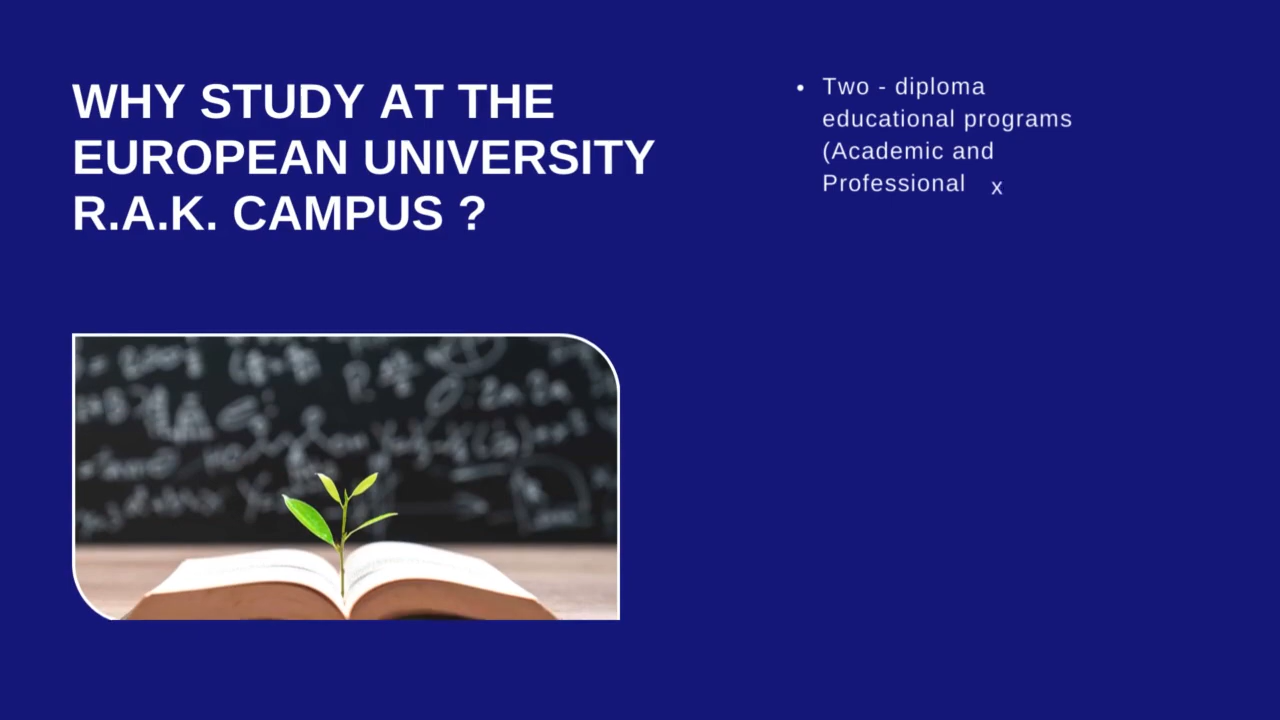 WHY STUDY AT THE
EUROPEAN UNIVERSITY
R.A.K. CAMPUS ?
• Two - diploma
educational programs
(Academic and
Professional x